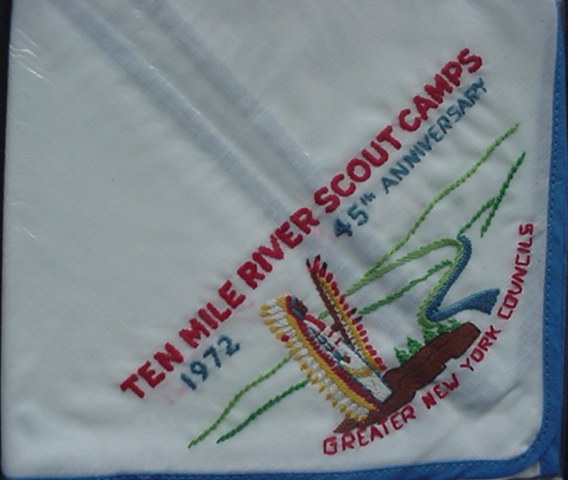 TEN MILE RIVER SCOUT CAMPS
1972
45th ANNIVERSARY
GREATER NEW YORK COUNCILS